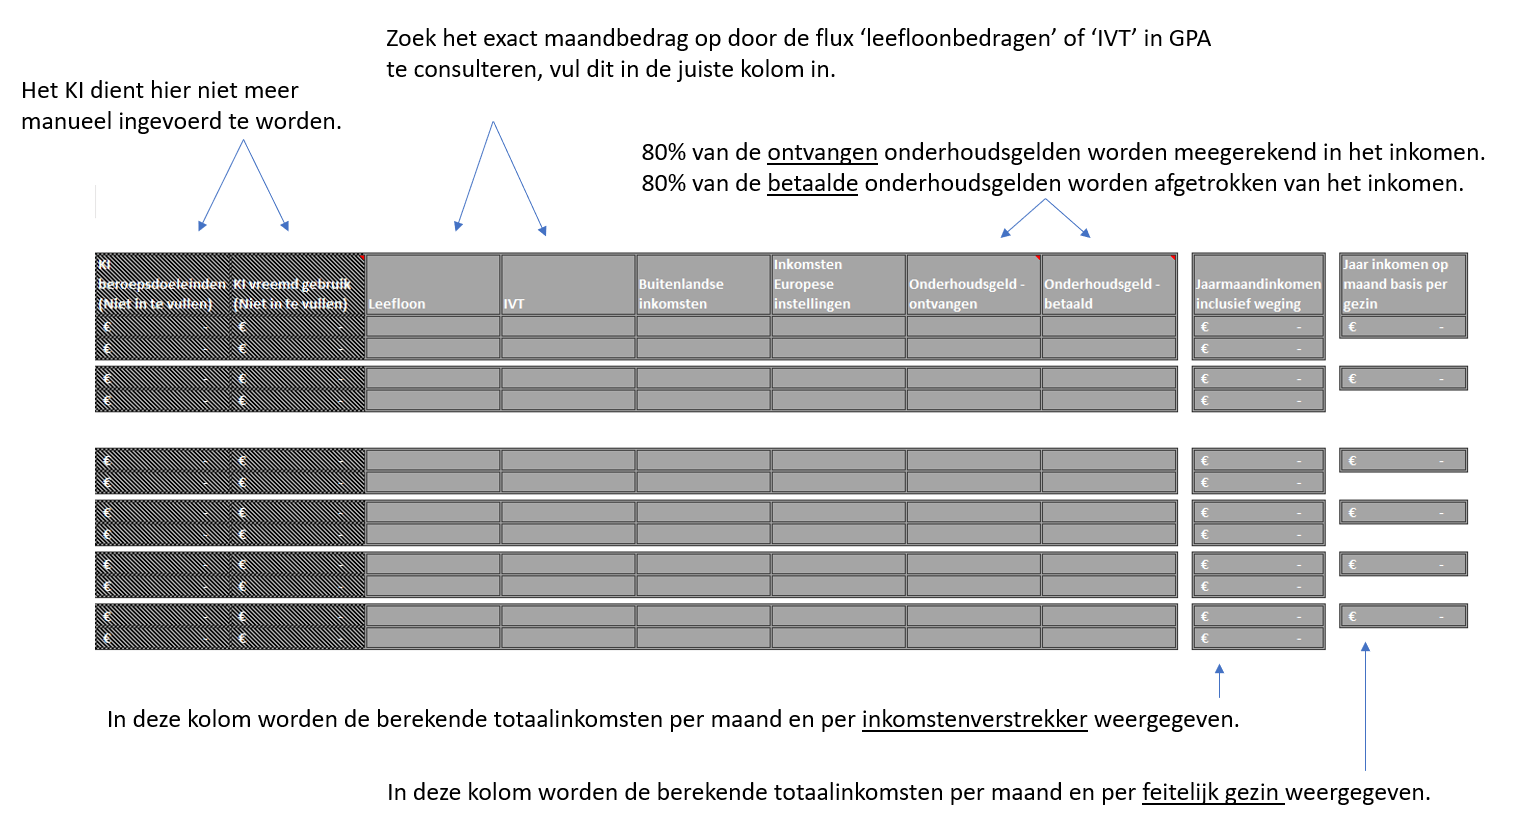 Zoek het exact maandbedrag op door de flux ‘leefloonbedragen’ of ‘IVT’ in GPA
te consulteren, vul dit in de juiste kolom in.
Het KI dient hier niet meer
manueel ingevoerd te worden.
80% van de ontvangen onderhoudsgelden worden meegerekend in het inkomen.
80% van de betaalde onderhoudsgelden worden afgetrokken van het inkomen.
KI
beroepsdoeleinden
(Niet in te vullen)
KI vreemd gebruik
(Niet in te vullen)
Leefloon
IVT
Buitenlandse
inkomsten
Inkomsten
Europese
instellingen
Onderhoudsgeld -
ontvangen
Onderhoudsgeld -
betaald
Jaarmaandinkomen
inclusief weging
Jaar inkomen op
maand basis per
gezin
€ - € - € - € -
€ - € - € -
€ - € - € - € -
€ - € - € -
€ - € - € - € -
€ - € - € -
€ - € - € - € -
€ - € - € -
€ - € - € - € -
€ - € - € -
€ - € - € - € -
€ - € - € -
In deze kolom worden de berekende totaalinkomsten per maand en per inkomstenverstrekker weergegeven.
In deze kolom worden de berekende totaalinkomsten per maand en per feitelijk gezin weergegeven.